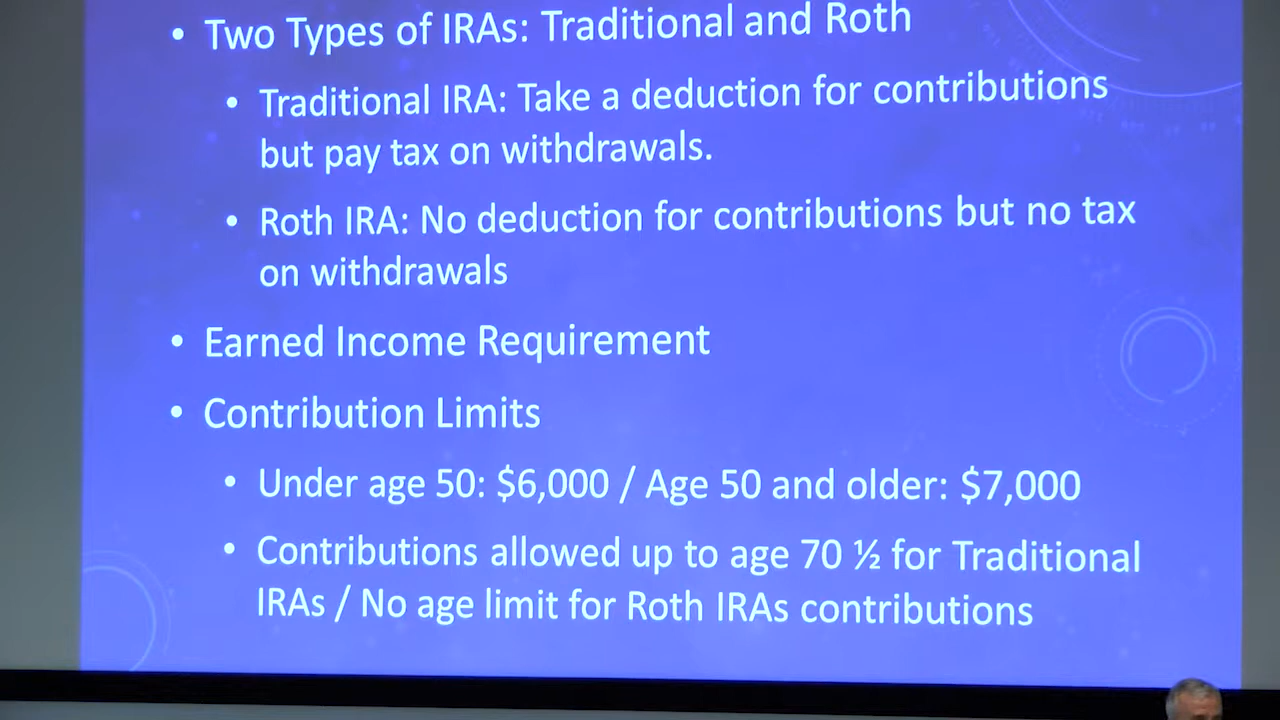 • Two Types of IRAs: Traditional and Roth
• Traditional IRA: Take a deduction for contributions
but pay tax on withdrawals.
• Roth IRA: No deduction for contributions but no tax
on withdrawals
• Earned Income Requirement
• Contribution Limits
• Under age 50: $6,000 / Age 50 and older: $7,000
• Contributions allowed up to age 70 ½ for Traditional
IRAs / No age limit for Roth IRAs contributions